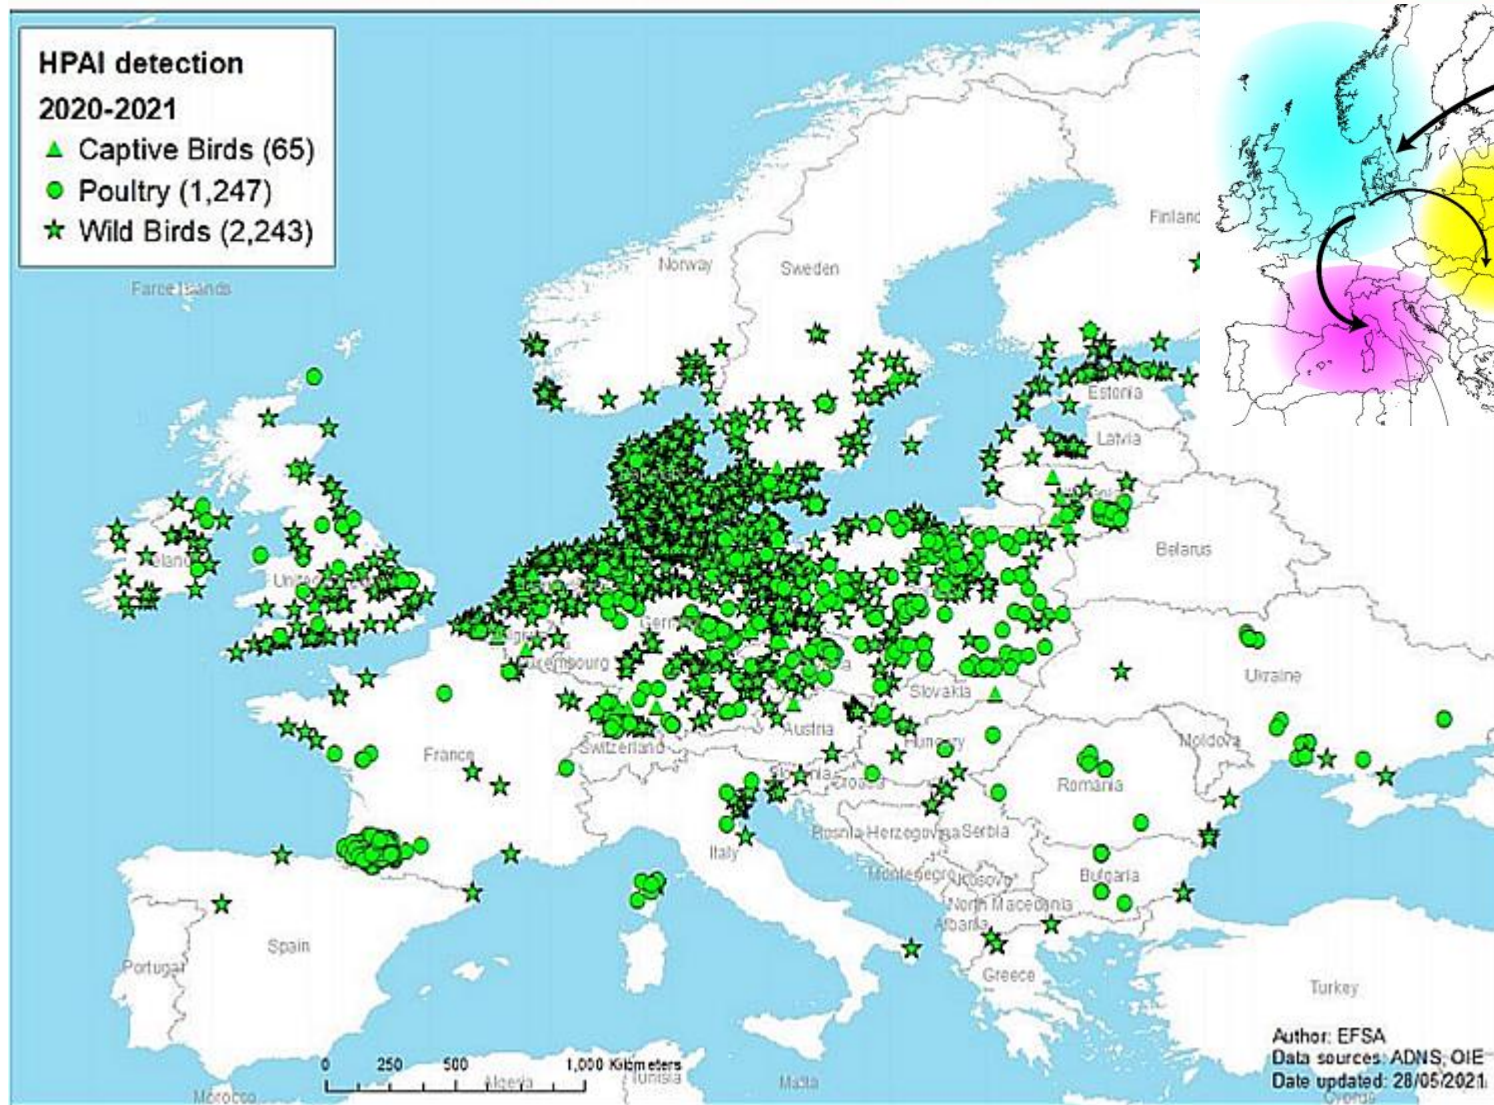 HPAI detection
2020-2021
Captive Birds (65)
Poultry (1,247)
Wild Birds (2,243)
Finland
Norway
Sweden
Faroe Islands
Estonia
Latvia
Belarus
Ukraine
Luxembourg
Slovakia
Austria
Moldova
France
Switzerland
Hungary
Slovenia
Croatia
Romania
Bosnia-Herzegovina
Serbia
Italy
Montenegro
Kosovo*
Bulgaria
North Macedonia
Albania
Spain
Portugal
Greece
Turkey
Author: EFSA
Data sources: ADNS, OIE
Date updated: 28/05/2021
0 250 500 1,000 Kilometers
Algeria
Tunisia
Malta
Morocco
Cyprus